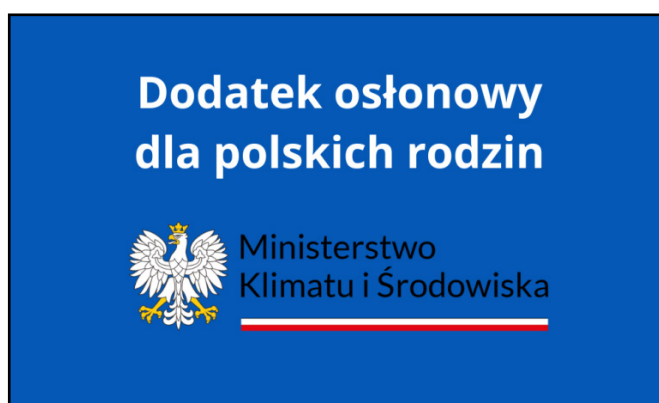 Dodatek osłonowy
dla polskich rodzin
Ministerstwo
Klimatu i Środowiska